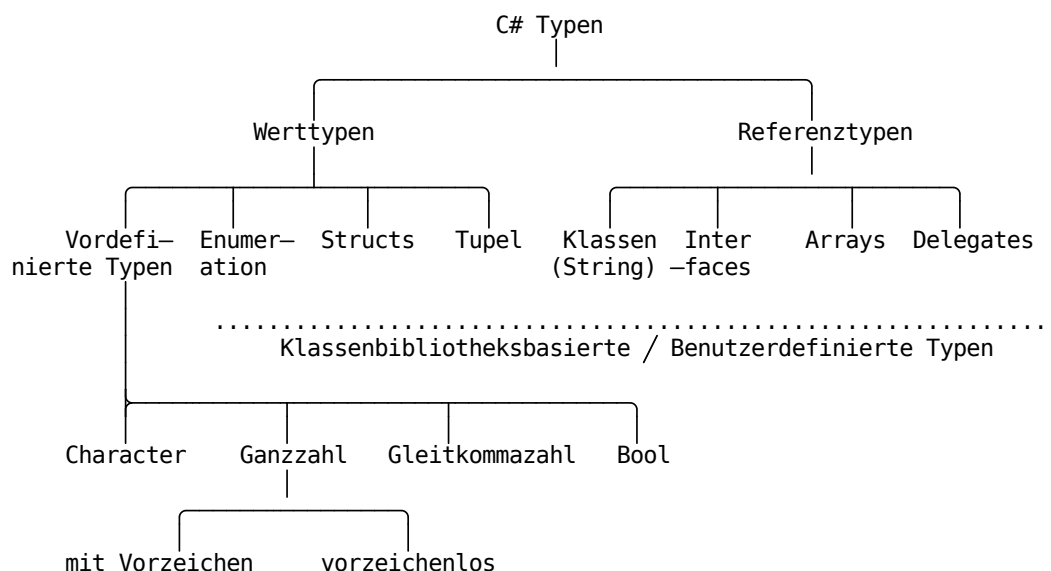 C# Typen
Werttypen Referenztypen
Vordefi– Enumer– Structs Tupel Klassen Inter Arrays Delegates
nierte Typen ation (String) –faces
Klassenbibliotheksbasierte / Benutzerdefinierte Typen
Character Ganzzahl Gleitkommazahl Bool
mit Vorzeichen vorzeichenlos